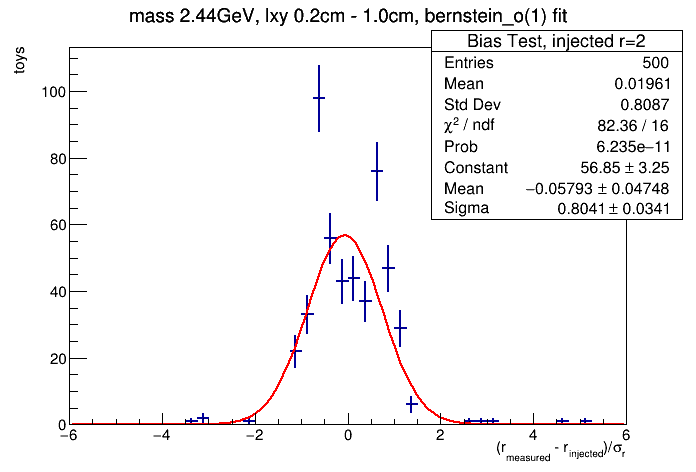 mass 2.44GeV, lxy 0.2cm - 1.0cm, bernstein_o(1) fit
Bias Test, injected r=2
Entries 500
Mean 0.01961
Std Dev 0.8087
χ² / ndf 82.36 / 16
Prob 6.235e−11
Constant 56.85 ± 3.25
Mean −0.05793 ± 0.04748
Sigma 0.8041 ± 0.0341
toys
100
80
60
40
20
0
−6 −4 −2 0 2 4 6
(r_measured - r_injected)/σ_r